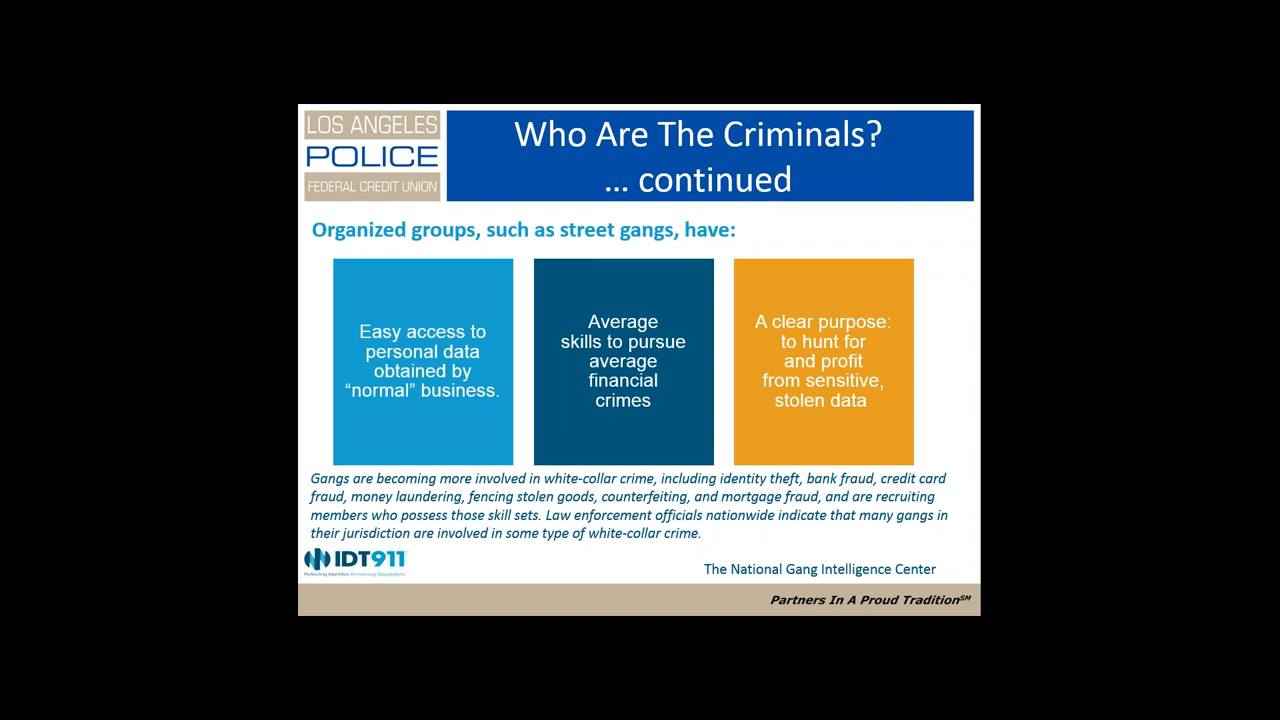 LOS ANGELES
POLICE
FEDERAL CREDIT UNION
Who Are The Criminals?
... continued
Organized groups, such as street gangs, have:
Easy access to
personal data
obtained by
“normal” business.
Average
skills to pursue
average
financial
crimes
A clear purpose:
to hunt for
and profit
from sensitive,
stolen data
Gangs are becoming more involved in white-collar crime, including identity theft, bank fraud, credit card
fraud, money laundering, fencing stolen goods, counterfeiting, and mortgage fraud, and are recruiting
members who possess those skill sets. Law enforcement officials nationwide indicate that many gangs in
their jurisdiction are involved in some type of white-collar crime.
IDT911
Protecting Identities. Enhancing Reputations.
The National Gang Intelligence Center
Partners In A Proud Tradition℠